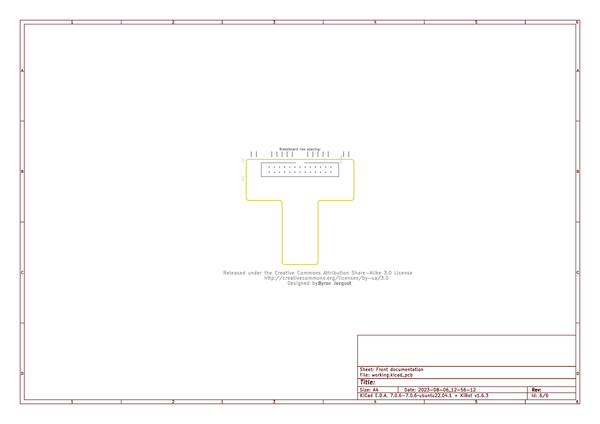 1 2 3 4 5 6
A A
Breadboard row spacing:
B B
C C
Released under the Creative Commons Attribution Share-Alike 3.0 License
http://creativecommons.org/licenses/by-sa/3.0
Designed by Byran Jacquot
Sheet: Front documentation
File: working.kicad_pcb
D D
Title:
Size: A4 Date: 2023-08-06_12-56-12 Rev:
KiCad E.D.A. 7.0.6-7.0.6~ubuntu22.04.1 + KiBot v1.6.3 Id: 6/6
1 2 3 4 5 6